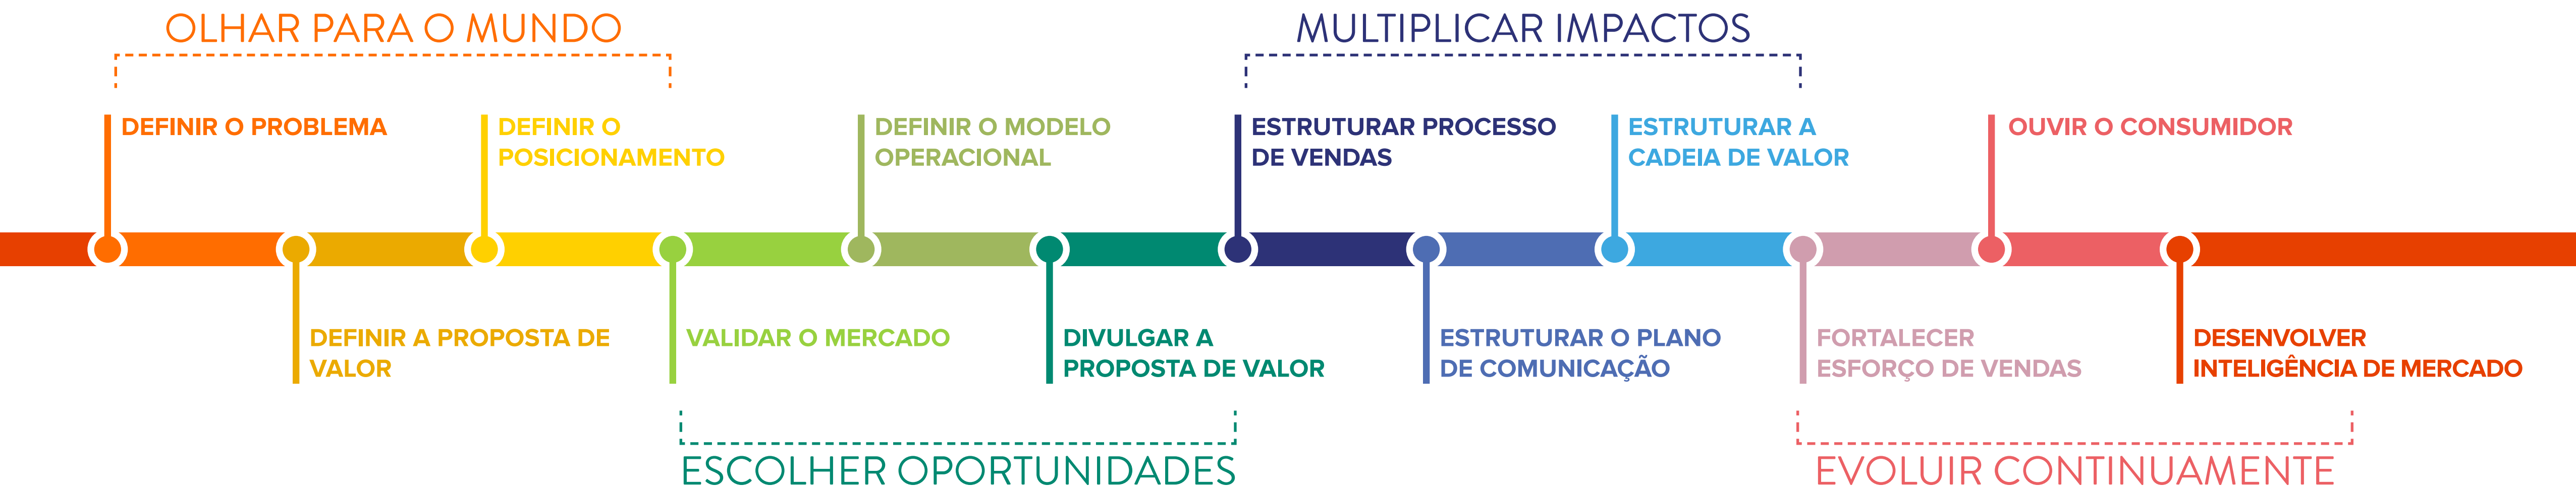 OLHAR PARA O MUNDO
MULTIPLICAR IMPACTOS
DEFINIR O PROBLEMA
DEFINIR O
POSICIONAMENTO
DEFINIR O MODELO
OPERACIONAL
ESTRUTURAR PROCESSO
DE VENDAS
ESTRUTURAR A
CADEIA DE VALOR
OUVIR O CONSUMIDOR
DEFINIR A PROPOSTA DE
VALOR
VALIDAR O MERCADO
DIVULGAR A
PROPOSTA DE VALOR
ESTRUTURAR O PLANO
DE COMUNICAÇÃO
FORTALECER
ESFORÇO DE VENDAS
DESENVOLVER
INTELIGÊNCIA DE MERCADO
ESCOLHER OPORTUNIDADES
EVOLUIR CONTINUAMENTE